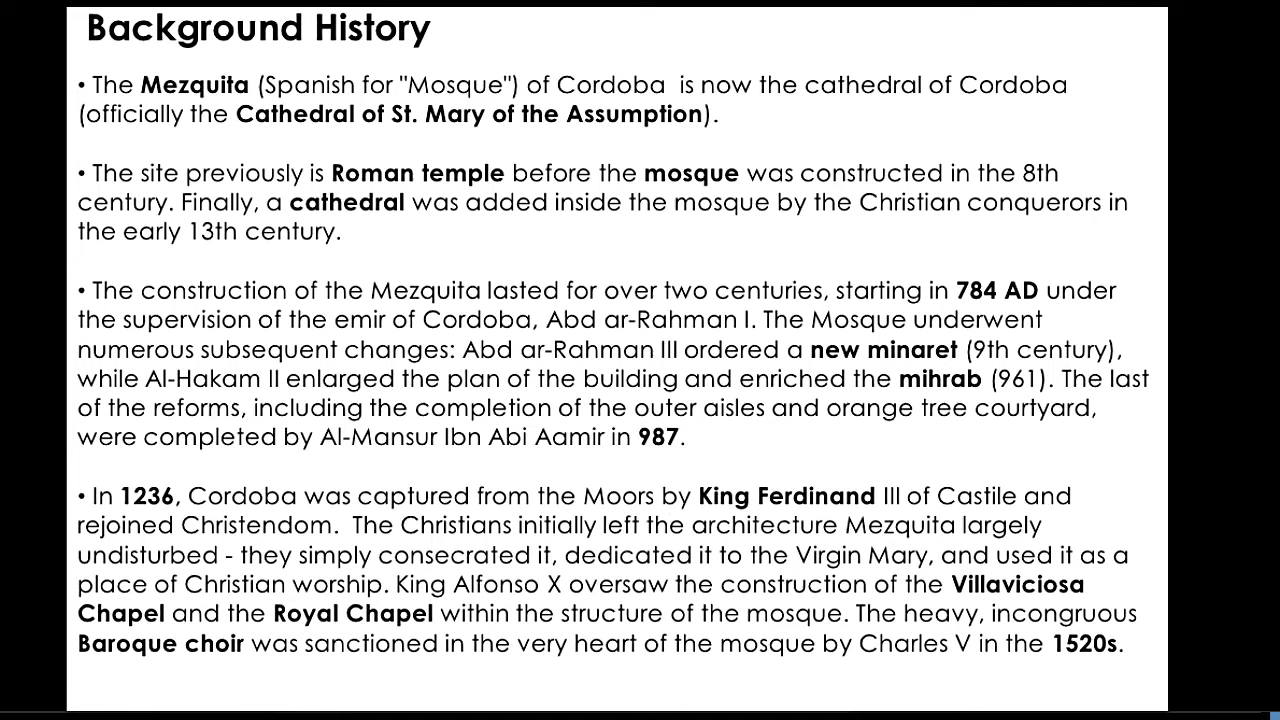 Background History
• The Mezquita (Spanish for "Mosque") of Cordoba  is now the cathedral of Cordoba
(officially the Cathedral of St. Mary of the Assumption).
• The site previously is Roman temple before the mosque was constructed in the 8th
century. Finally, a cathedral was added inside the mosque by the Christian conquerors in
the early 13th century.
• The construction of the Mezquita lasted for over two centuries, starting in 784 AD under
the supervision of the emir of Cordoba, Abd ar-Rahman I. The Mosque underwent
numerous subsequent changes: Abd ar-Rahman III ordered a new minaret (9th century),
while Al-Hakam II enlarged the plan of the building and enriched the mihrab (961). The last
of the reforms, including the completion of the outer aisles and orange tree courtyard,
were completed by Al-Mansur Ibn Abi Aamir in 987.
• In 1236, Cordoba was captured from the Moors by King Ferdinand III of Castile and
rejoined Christendom.  The Christians initially left the architecture Mezquita largely
undisturbed - they simply consecrated it, dedicated it to the Virgin Mary, and used it as a
place of Christian worship. King Alfonso X oversaw the construction of the Villaviciosa
Chapel and the Royal Chapel within the structure of the mosque. The heavy, incongruous
Baroque choir was sanctioned in the very heart of the mosque by Charles V in the 1520s.